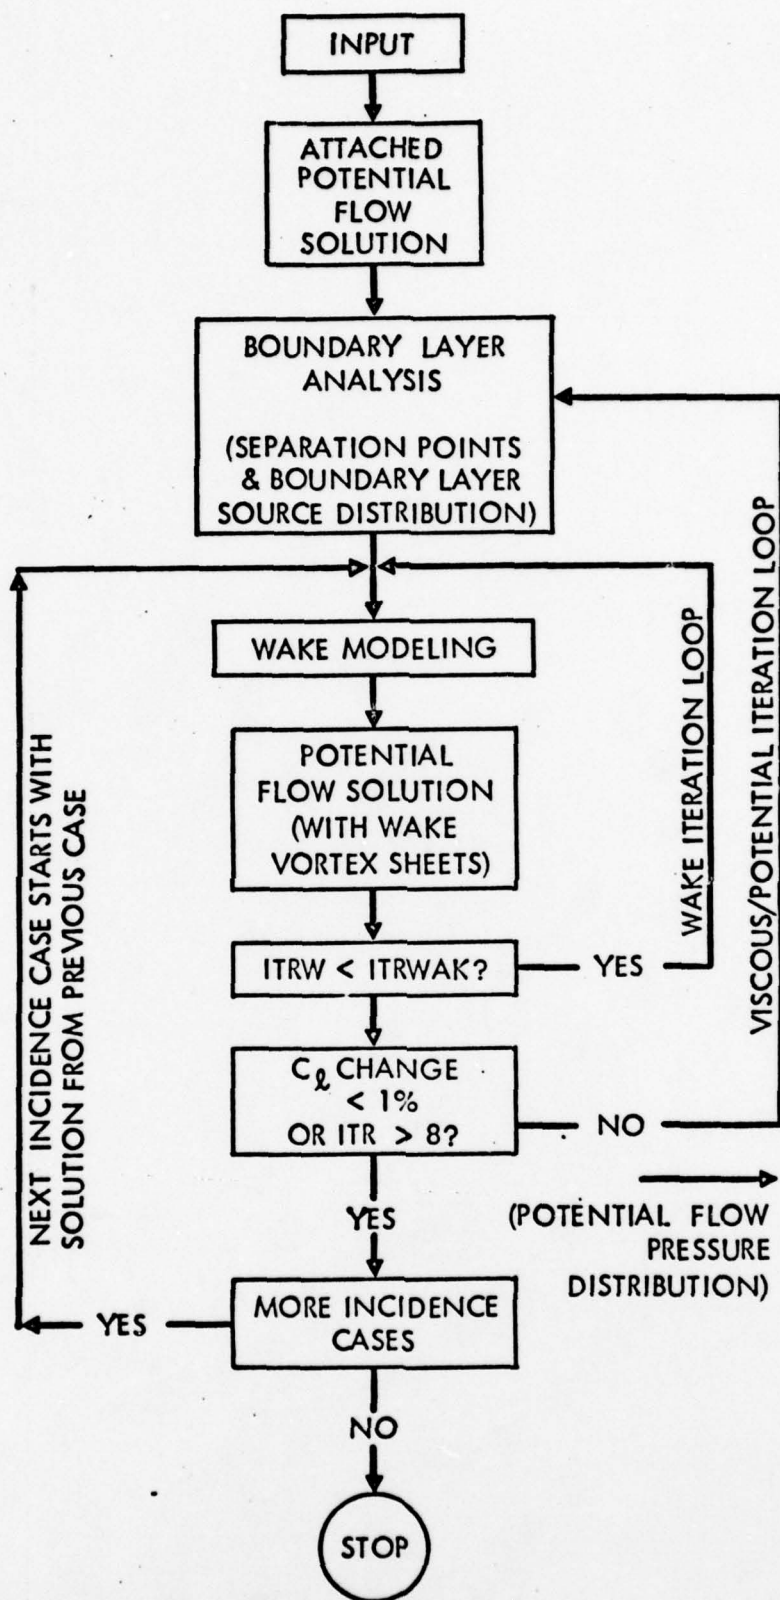 INPUT
ATTACHED
POTENTIAL
FLOW
SOLUTION
BOUNDARY LAYER
ANALYSIS
(SEPARATION POINTS
& BOUNDARY LAYER
SOURCE DISTRIBUTION)
WAKE MODELING
POTENTIAL
FLOW SOLUTION
(WITH WAKE
VORTEX SHEETS)
ITRW < ITRWAK?
YES
WAKE ITERATION LOOP
VISCOUS/POTENTIAL ITERATION LOOP
Cℓ CHANGE
< 1%
OR ITR > 8?
NO
(POTENTIAL FLOW
PRESSURE
DISTRIBUTION)
YES
MORE INCIDENCE
CASES
YES
NEXT INCIDENCE CASE STARTS WITH
SOLUTION FROM PREVIOUS CASE
NO
STOP